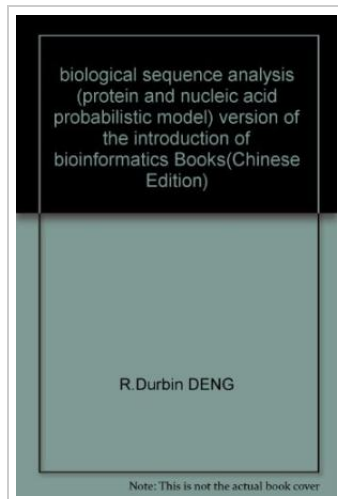 biological sequence analysis
(protein and nucleic acid
probabilistic model) version of
the introduction of
bioinformatics Books(Chinese
Edition)
R.Durbin DENG
Note: This is not the actual book cover